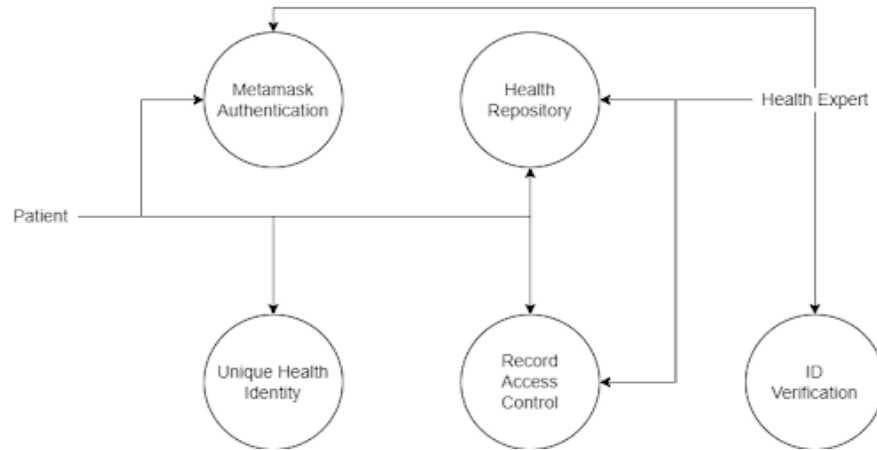 Metamask
Authentication
Health
Repository
Health Expert
Patient
Unique Health
Identity
Record
Access
Control
ID
Verification